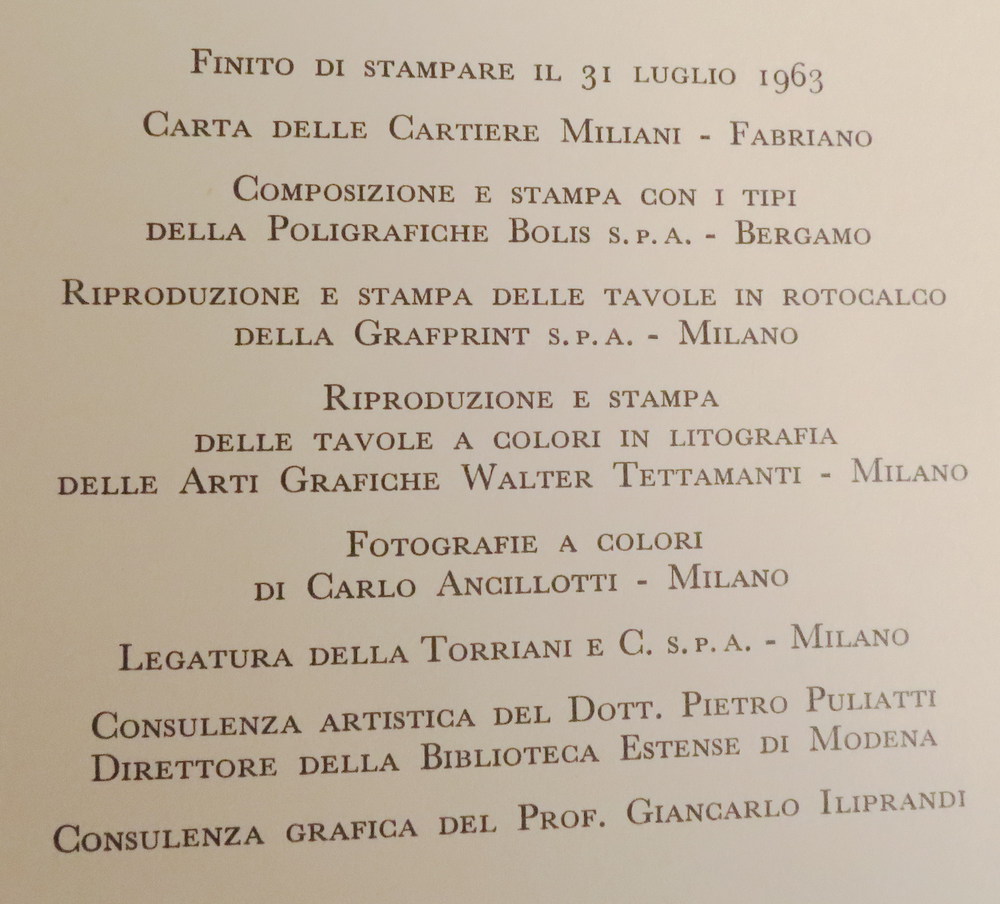 Finito di stampare il 31 luglio 1963
Carta delle Cartiere Miliani - Fabriano
Composizione e stampa con i tipi
della Poligrafiche Bolis s.p.a. - Bergamo
Riproduzione e stampa delle tavole in rotocalco
della Grafprint s.p.a. - Milano
Riproduzione e stampa
delle tavole a colori in litografia
delle Arti Grafiche Walter Tettamanti - Milano
Fotografie a colori
di Carlo Ancillotti - Milano
Legatura della Torriani e C. s.p.a. - Milano
Consulenza artistica del Dott. Pietro Puliatti
Direttore della Biblioteca Estense di Modena
Consulenza grafica del Prof. Giancarlo Iliprandi